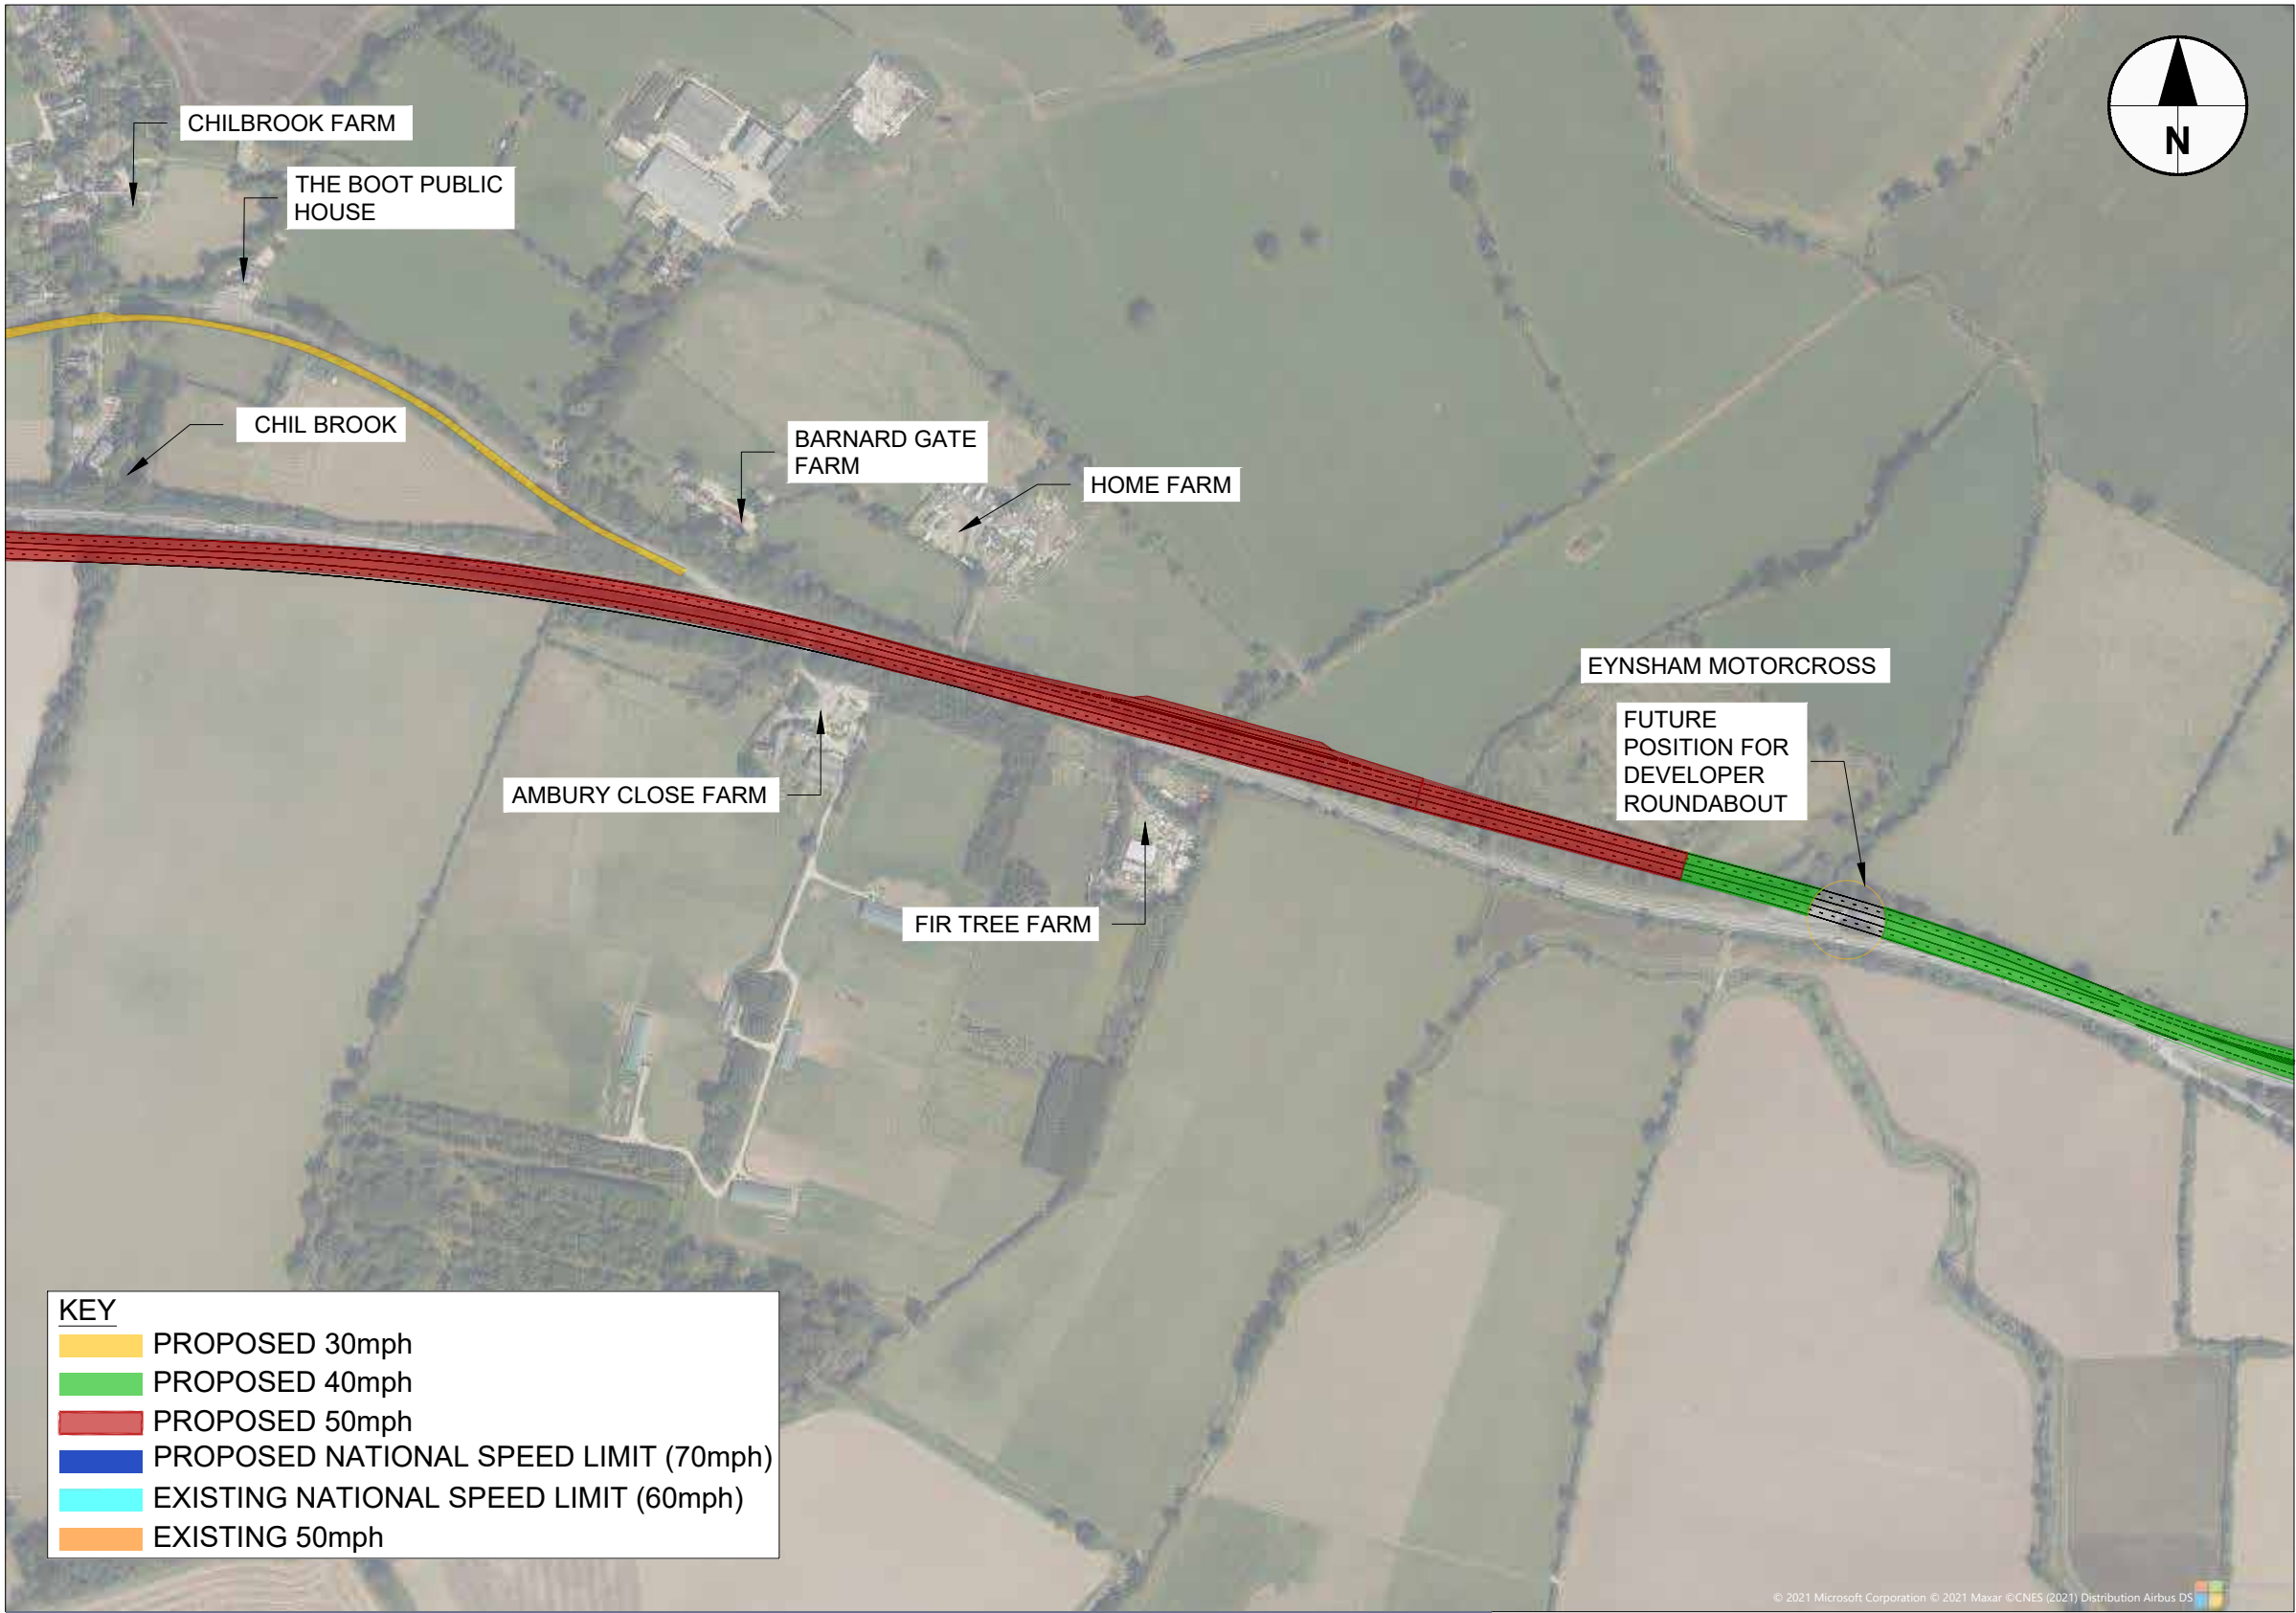 CHILBROOK FARM
THE BOOT PUBLIC
HOUSE
N
CHIL BROOK
BARNARD GATE
FARM
HOME FARM
EYNSHAM MOTORCROSS
FUTURE
POSITION FOR
DEVELOPER
ROUNDABOUT
AMBURY CLOSE FARM
FIR TREE FARM
KEY
PROPOSED 30mph
PROPOSED 40mph
PROPOSED 50mph
PROPOSED NATIONAL SPEED LIMIT (70mph)
EXISTING NATIONAL SPEED LIMIT (60mph)
EXISTING 50mph
© 2021 Microsoft Corporation © 2021 Maxar ©CNES (2021) Distribution Airbus DS